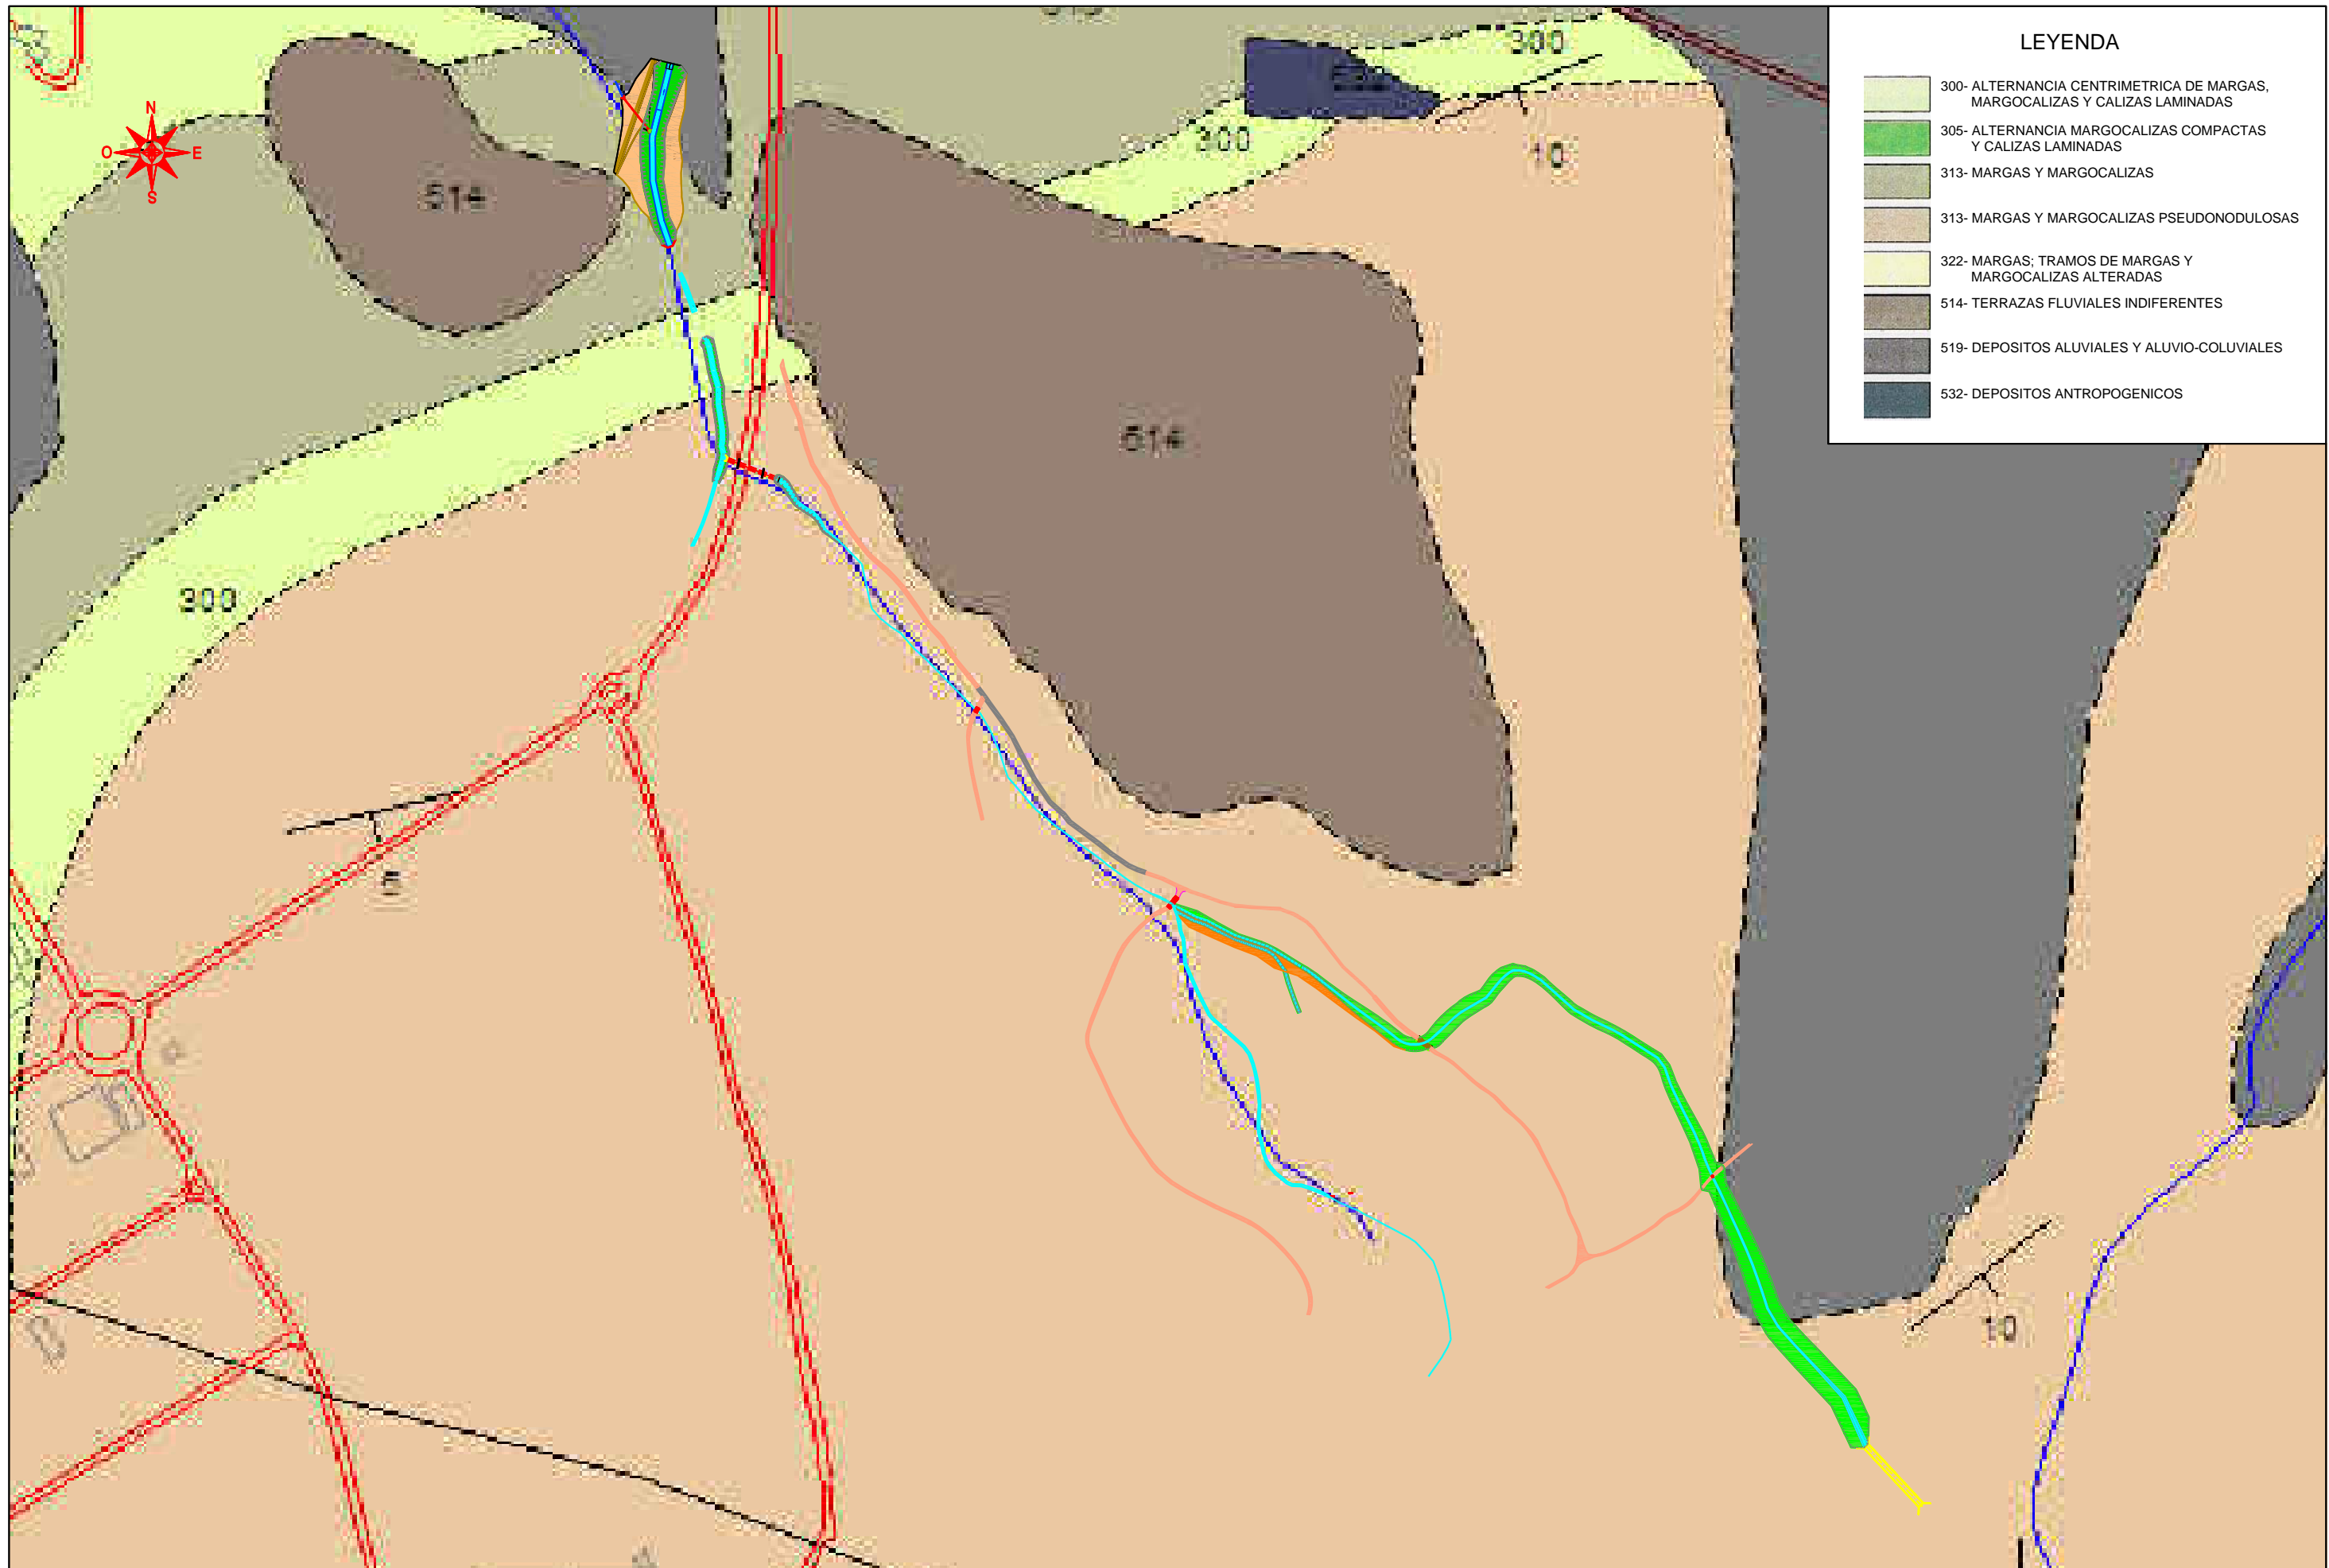 LEYENDA
300- ALTERNANCIA CENTRIMETRICA DE MARGAS,
MARGOCALIZAS Y CALIZAS LAMINADAS
305- ALTERNANCIA MARGOCALIZAS COMPACTAS
Y CALIZAS LAMINADAS
313- MARGAS Y MARGOCALIZAS
313- MARGAS Y MARGOCALIZAS PSEUDONODULOSAS
322- MARGAS; TRAMOS DE MARGAS Y
MARGOCALIZAS ALTERADAS
514- TERRAZAS FLUVIALES INDIFERENTES
519- DEPOSITOS ALUVIALES Y ALUVIO-COLUVIALES
532- DEPOSITOS ANTROPOGENICOS
N
O E
S
300
300
10
514
514
300
5
10